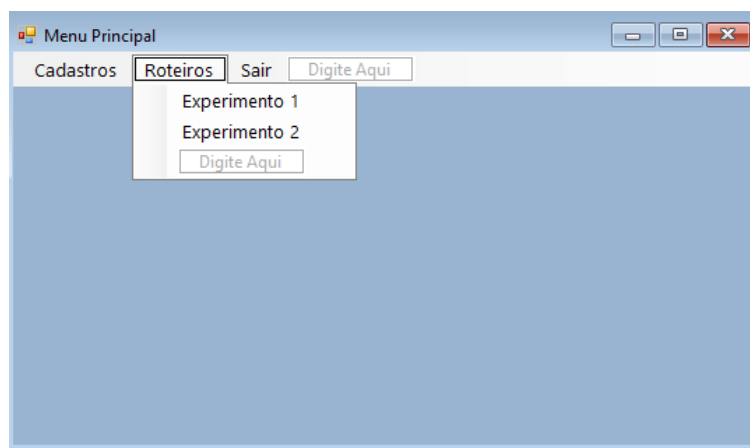 Menu Principal
Cadastros Roteiros Sair Digite Aqui
Experimento 1
Experimento 2
Digite Aqui